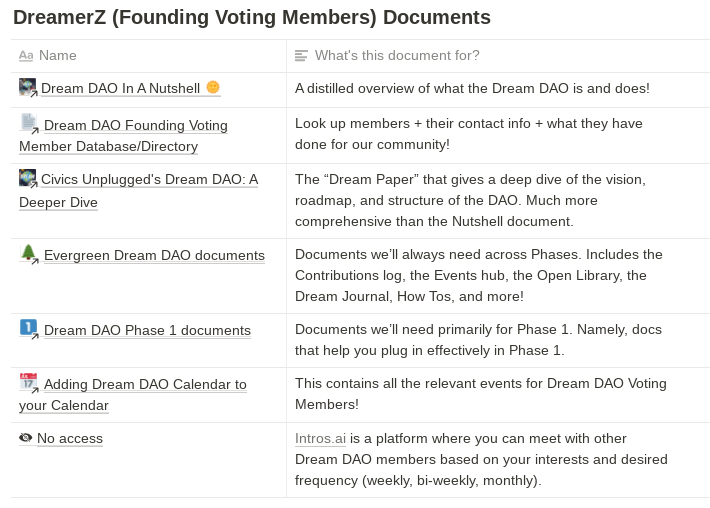 DreamerZ (Founding Voting Members) Documents
Aa Name
What's this document for?
Dream DAO In A Nutshell
A distilled overview of what the Dream DAO is and does!
Dream DAO Founding Voting
Member Database/Directory
Look up members + their contact info + what they have
done for our community!
Civics Unplugged's Dream DAO: A
Deeper Dive
The “Dream Paper” that gives a deep dive of the vision,
roadmap, and structure of the DAO. Much more
comprehensive than the Nutshell document.
Evergreen Dream DAO documents
Documents we’ll always need across Phases. Includes the
Contributions log, the Events hub, the Open Library, the
Dream Journal, How Tos, and more!
1 Dream DAO Phase 1 documents
Documents we’ll need primarily for Phase 1. Namely, docs
that help you plug in effectively in Phase 1.
17 Adding Dream DAO Calendar to
your Calendar
This contains all the relevant events for Dream DAO Voting
Members!
No access
Intros.ai is a platform where you can meet with other
Dream DAO members based on your interests and desired
frequency (weekly, bi-weekly, monthly).